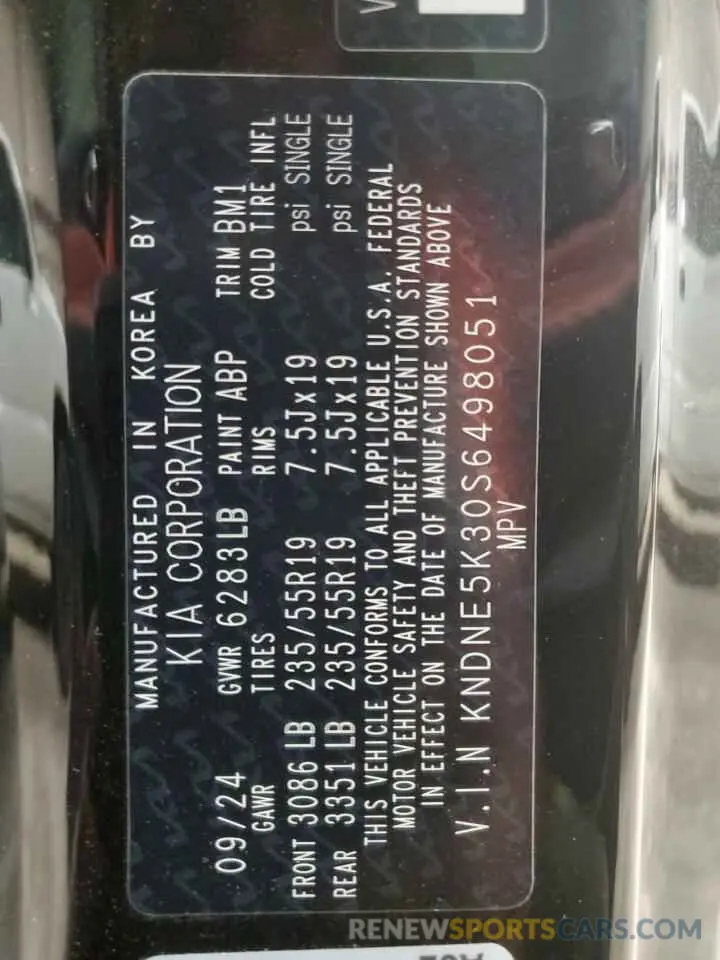 MANUFACTURED IN KOREA BY
KIA CORPORATION
09/24 GVWR 6283LB PAINT ABP TRIM BM1
GAWR TIRES RIMS COLD TIRE INFL
FRONT 3086 LB 235/55R19 7.5Jx19 psi SINGLE
REAR 3351 LB 235/55R19 7.5Jx19 psi SINGLE
THIS VEHICLE CONFORMS TO ALL APPLICABLE U.S.A. FEDERAL
MOTOR VEHICLE SAFETY AND THEFT PREVENTION STANDARDS
IN EFFECT ON THE DATE OF MANUFACTURE SHOWN ABOVE
V.I.N KNDNE5K30S6498051
MPV
RENEWSPORTSCARS.COM